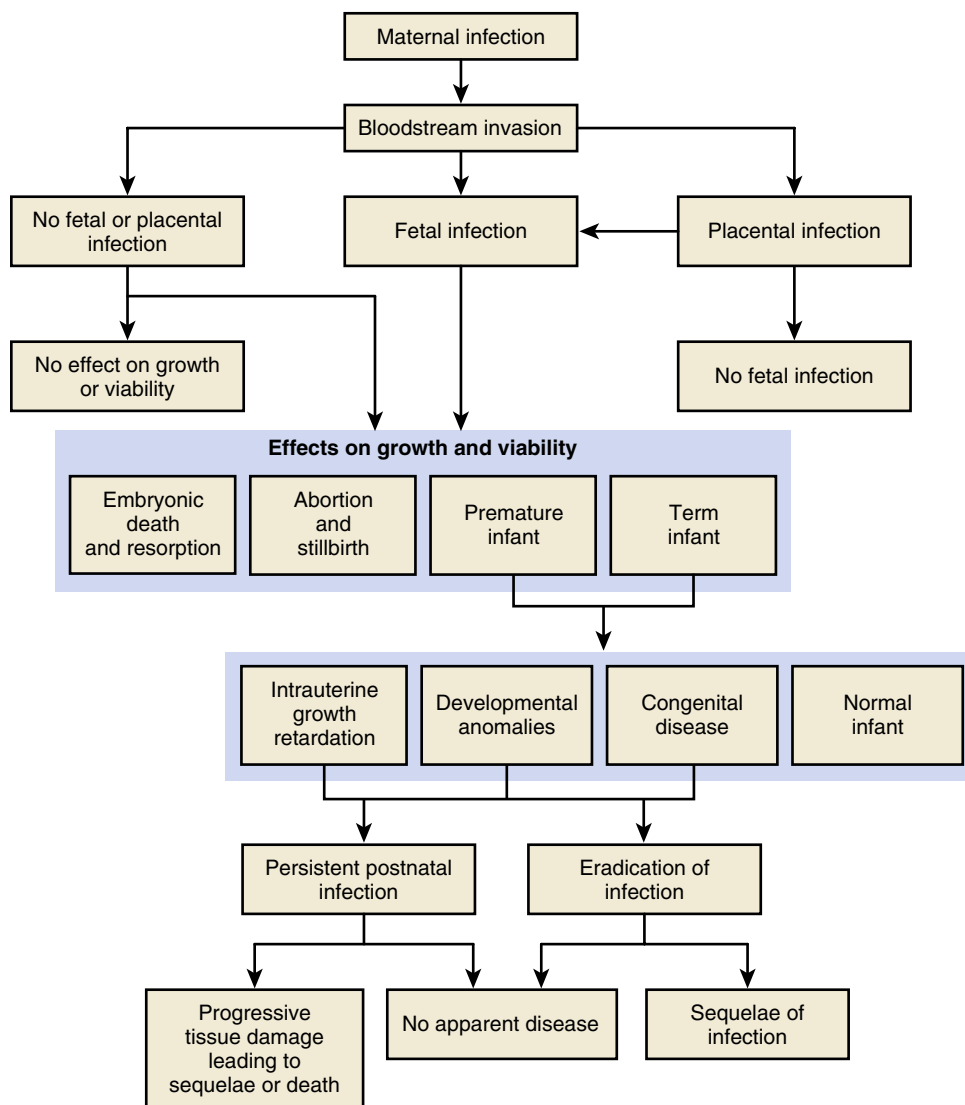 Maternal infection
Bloodstream invasion
No fetal or placental
infection
Fetal infection
Placental infection
No effect on growth
or viability
No fetal infection
Effects on growth and viability
Embryonic
death
and resorption
Abortion
and
stillbirth
Premature
infant
Term
infant
Intrauterine
growth
retardation
Developmental
anomalies
Congenital
disease
Normal
infant
Persistent postnatal
infection
Eradication of
infection
Progressive
tissue damage
leading to
sequelae or death
No apparent disease
Sequelae of
infection